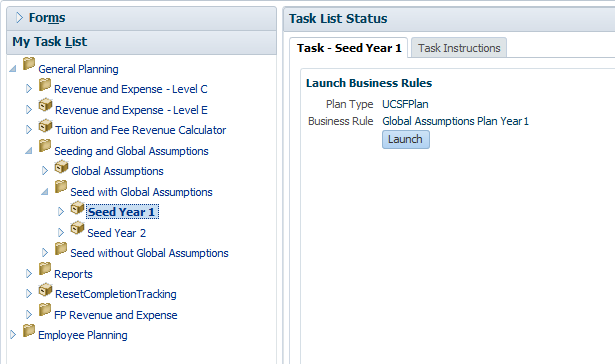 Forms
My Task List
General Planning
Revenue and Expense - Level C
Revenue and Expense - Level E
Tuition and Fee Revenue Calculator
Seeding and Global Assumptions
Global Assumptions
Seed with Global Assumptions
Seed Year 1
Seed Year 2
Seed without Global Assumptions
Reports
ResetCompletionTracking
FP Revenue and Expense
Employee Planning
Task List Status
Task - Seed Year 1 Task Instructions
Launch Business Rules
Plan Type UCSFPlan
Business Rule Global Assumptions Plan Year1
Launch